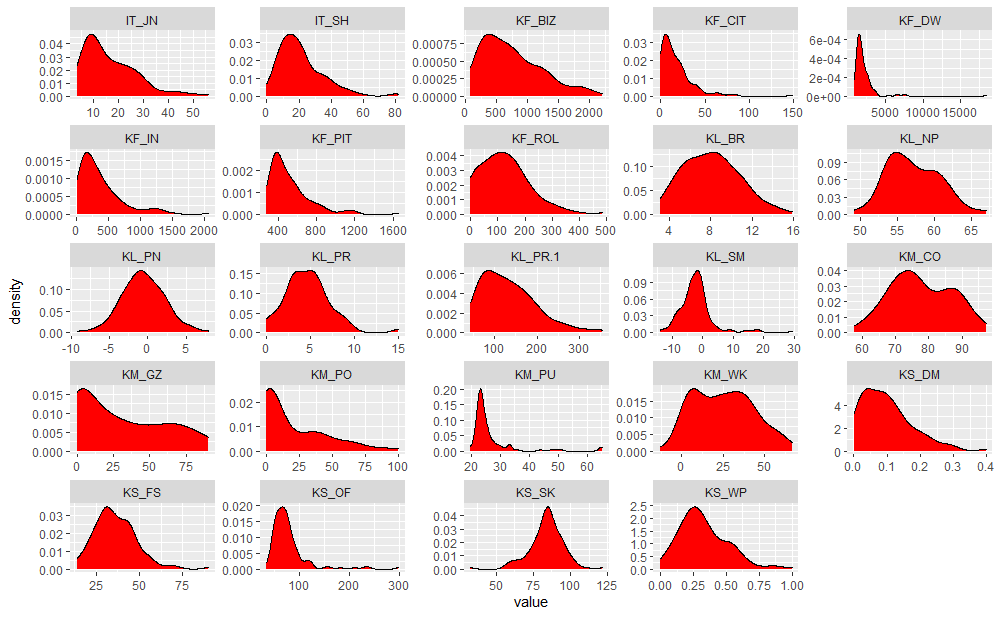 IT_JN IT_SH KF_BIZ KF_CIT KF_DW
0.04 0.03 0.02 0.01 0.00
10 20 30 40 50
0.03 0.02 0.01 0.00
0 20 40 60 80
0.00075 0.00050 0.00025 0.00000
0 500 1000 1500 2000
0.03 0.02 0.01 0.00
0 50 100 150
6e-04 4e-04 2e-04 0e+00
5000 10000 15000
KF_IN KF_PIT KF_ROL KL_BR KL_NP
0.0015 0.0010 0.0005 0.0000
0 500 1000 1500 2000
0.002 0.001 0.000
400 800 1200 1600
0.004 0.003 0.002 0.001 0.000
0 100 200 300 400 500
0.10 0.05 0.00
4 8 12 16
0.09 0.06 0.03 0.00
50 55 60 65
KL_PN KL_PR KL_PR.1 KL_SM KM_CO
0.10 0.05 0.00
-10 -5 0 5
0.15 0.10 0.05 0.00
0 5 10 15
0.006 0.004 0.002 0.000
100 200 300
0.09 0.06 0.03 0.00
-10 0 10 20 30
0.04 0.03 0.02 0.01 0.00
60 70 80 90
KM_GZ KM_PO KM_PU KM_WK KS_DM
0.015 0.010 0.005 0.000
0 25 50 75
0.02 0.01 0.00
0 25 50 75 100
0.20 0.15 0.10 0.05 0.00
20 30 40 50 60
0.015 0.010 0.005 0.000
0 25 50
4 2 0
0.0 0.1 0.2 0.3 0.4
KS_FS KS_OF KS_SK KS_WP
0.03 0.02 0.01 0.00
25 50 75
0.020 0.015 0.010 0.005 0.000
100 200 300
0.04 0.03 0.02 0.01 0.00
50 75 100 125
2.5 2.0 1.5 1.0 0.5 0.0
0.00 0.25 0.50 0.75 1.00
density
value